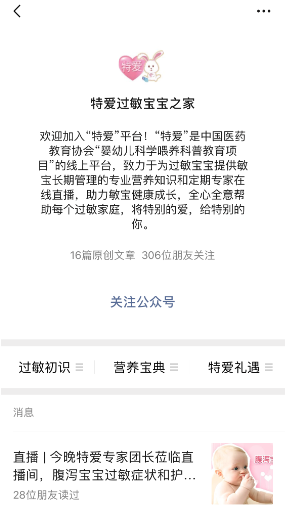 特爱
特爱过敏宝宝之家
欢迎加入“特爱”平台！“特爱”是中国医药
教育协会“婴幼儿科学喂养科普教育项
目”的线上平台，致力于为过敏宝宝提供敏
宝长期管理的专业营养知识和定期专家在
线直播，助力敏宝健康成长，全心全意帮
助每个过敏家庭，将特别的爱，给特别的
你。
16篇原创文章 306位朋友关注
关注公众号
过敏初识 营养宝典 特爱礼遇
消息
直播 | 今晚特爱专家团长莅临直
播间，腹泻宝宝过敏症状和护...
28位朋友读过
腹泻宝